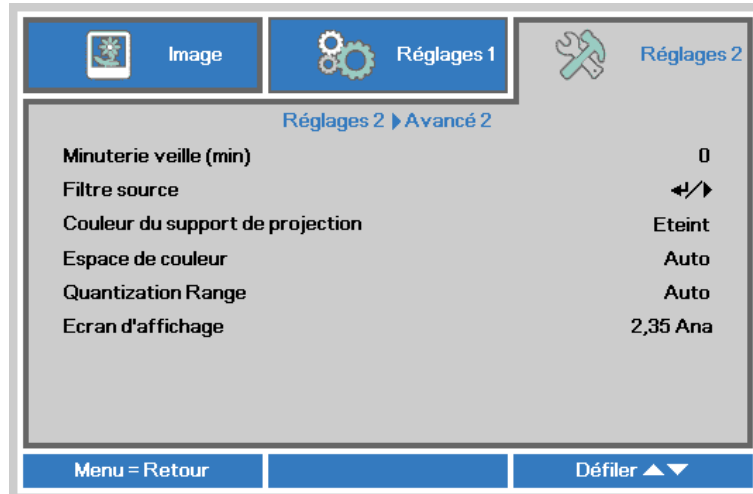 Image Réglages 1 Réglages 2
Réglages 2 ▶ Avancé 2
Minuterie veille (min) 0
Filtre source ↵/▶
Couleur du support de projection Eteint
Espace de couleur Auto
Quantization Range Auto
Ecran d'affichage 2,35 Ana
Menu = Retour Défiler ▲▼